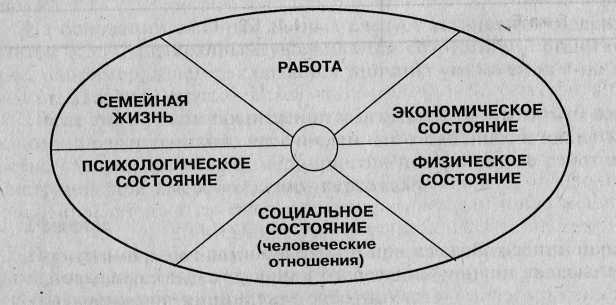 РАБОТА
СЕМЕЙНАЯ
ЖИЗНЬ
ЭКОНОМИЧЕСКОЕ
СОСТОЯНИЕ
ПСИХОЛОГИЧЕСКОЕ
СОСТОЯНИЕ
ФИЗИЧЕСКОЕ
СОСТОЯНИЕ
СОЦИАЛЬНОЕ
СОСТОЯНИЕ
(человеческие
отношения)